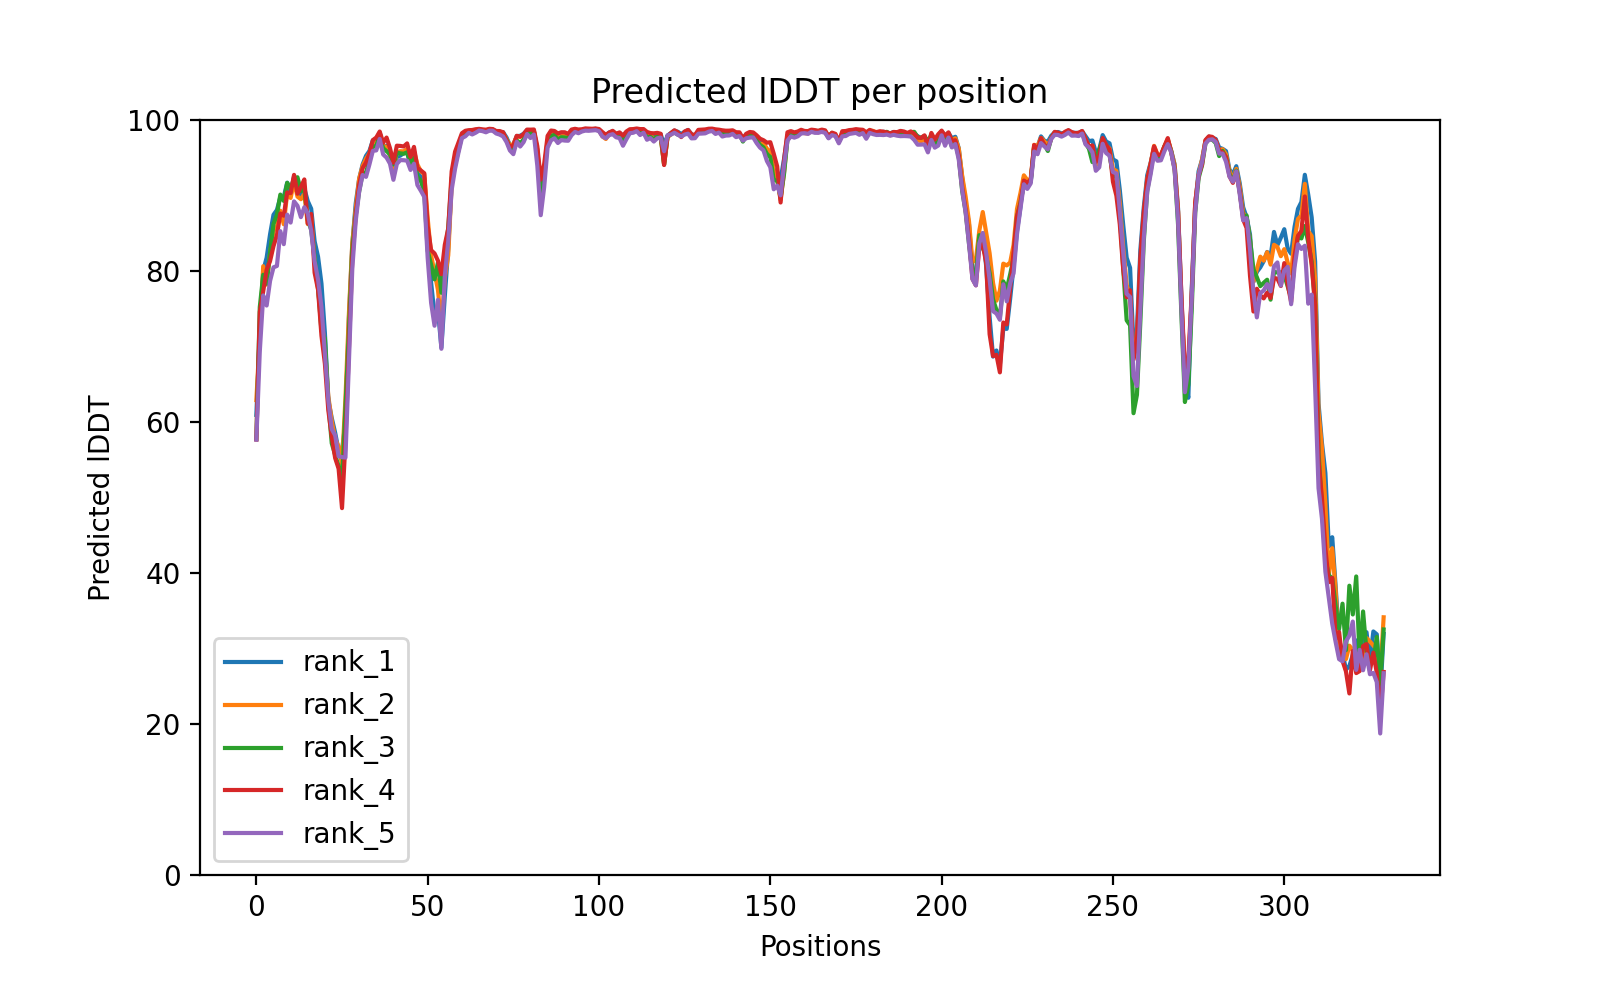 Predicted lDDT per position
100
80
60
40
20
0
Predicted lDDT
rank_1
rank_2
rank_3
rank_4
rank_5
0 50 100 150 200 250 300
Positions